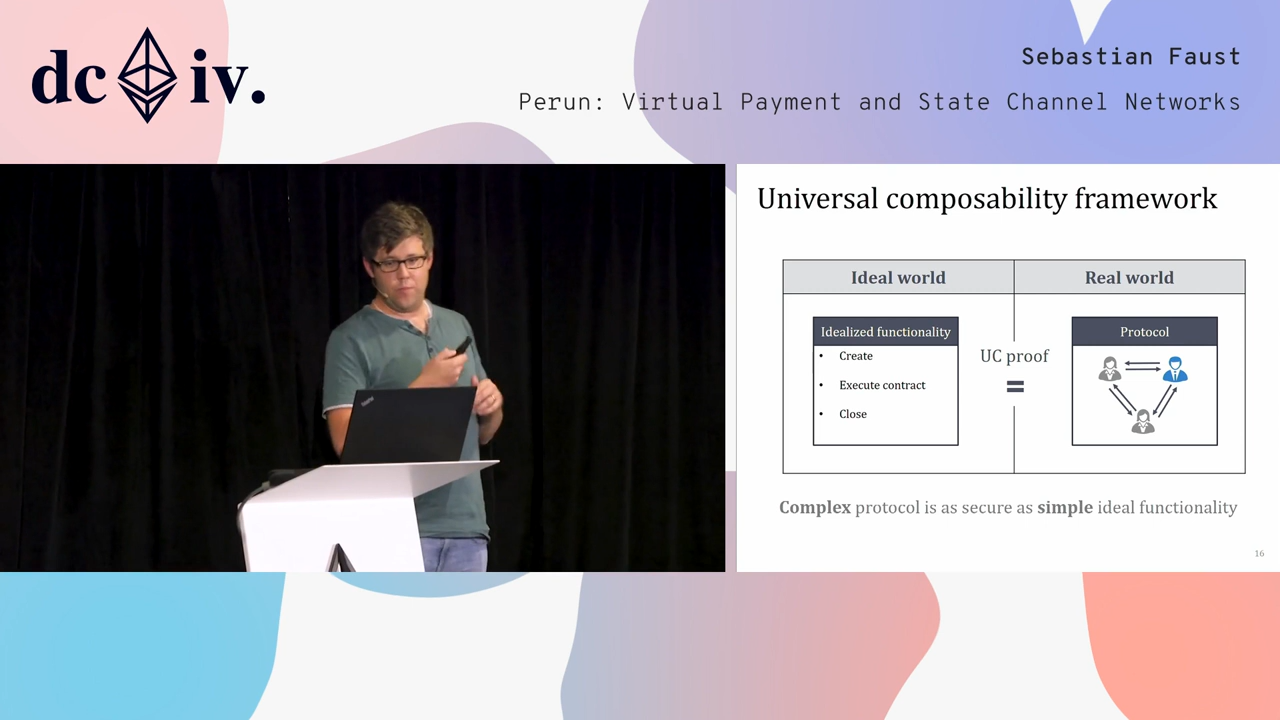 dc iv.
Sebastian Faust
Perun: Virtual Payment and State Channel Networks
Universal composability framework
Ideal world
Real world
Idealized functionality
• Create
• Execute contract
• Close
UC proof
=
Protocol
Complex protocol is as secure as simple ideal functionality
16